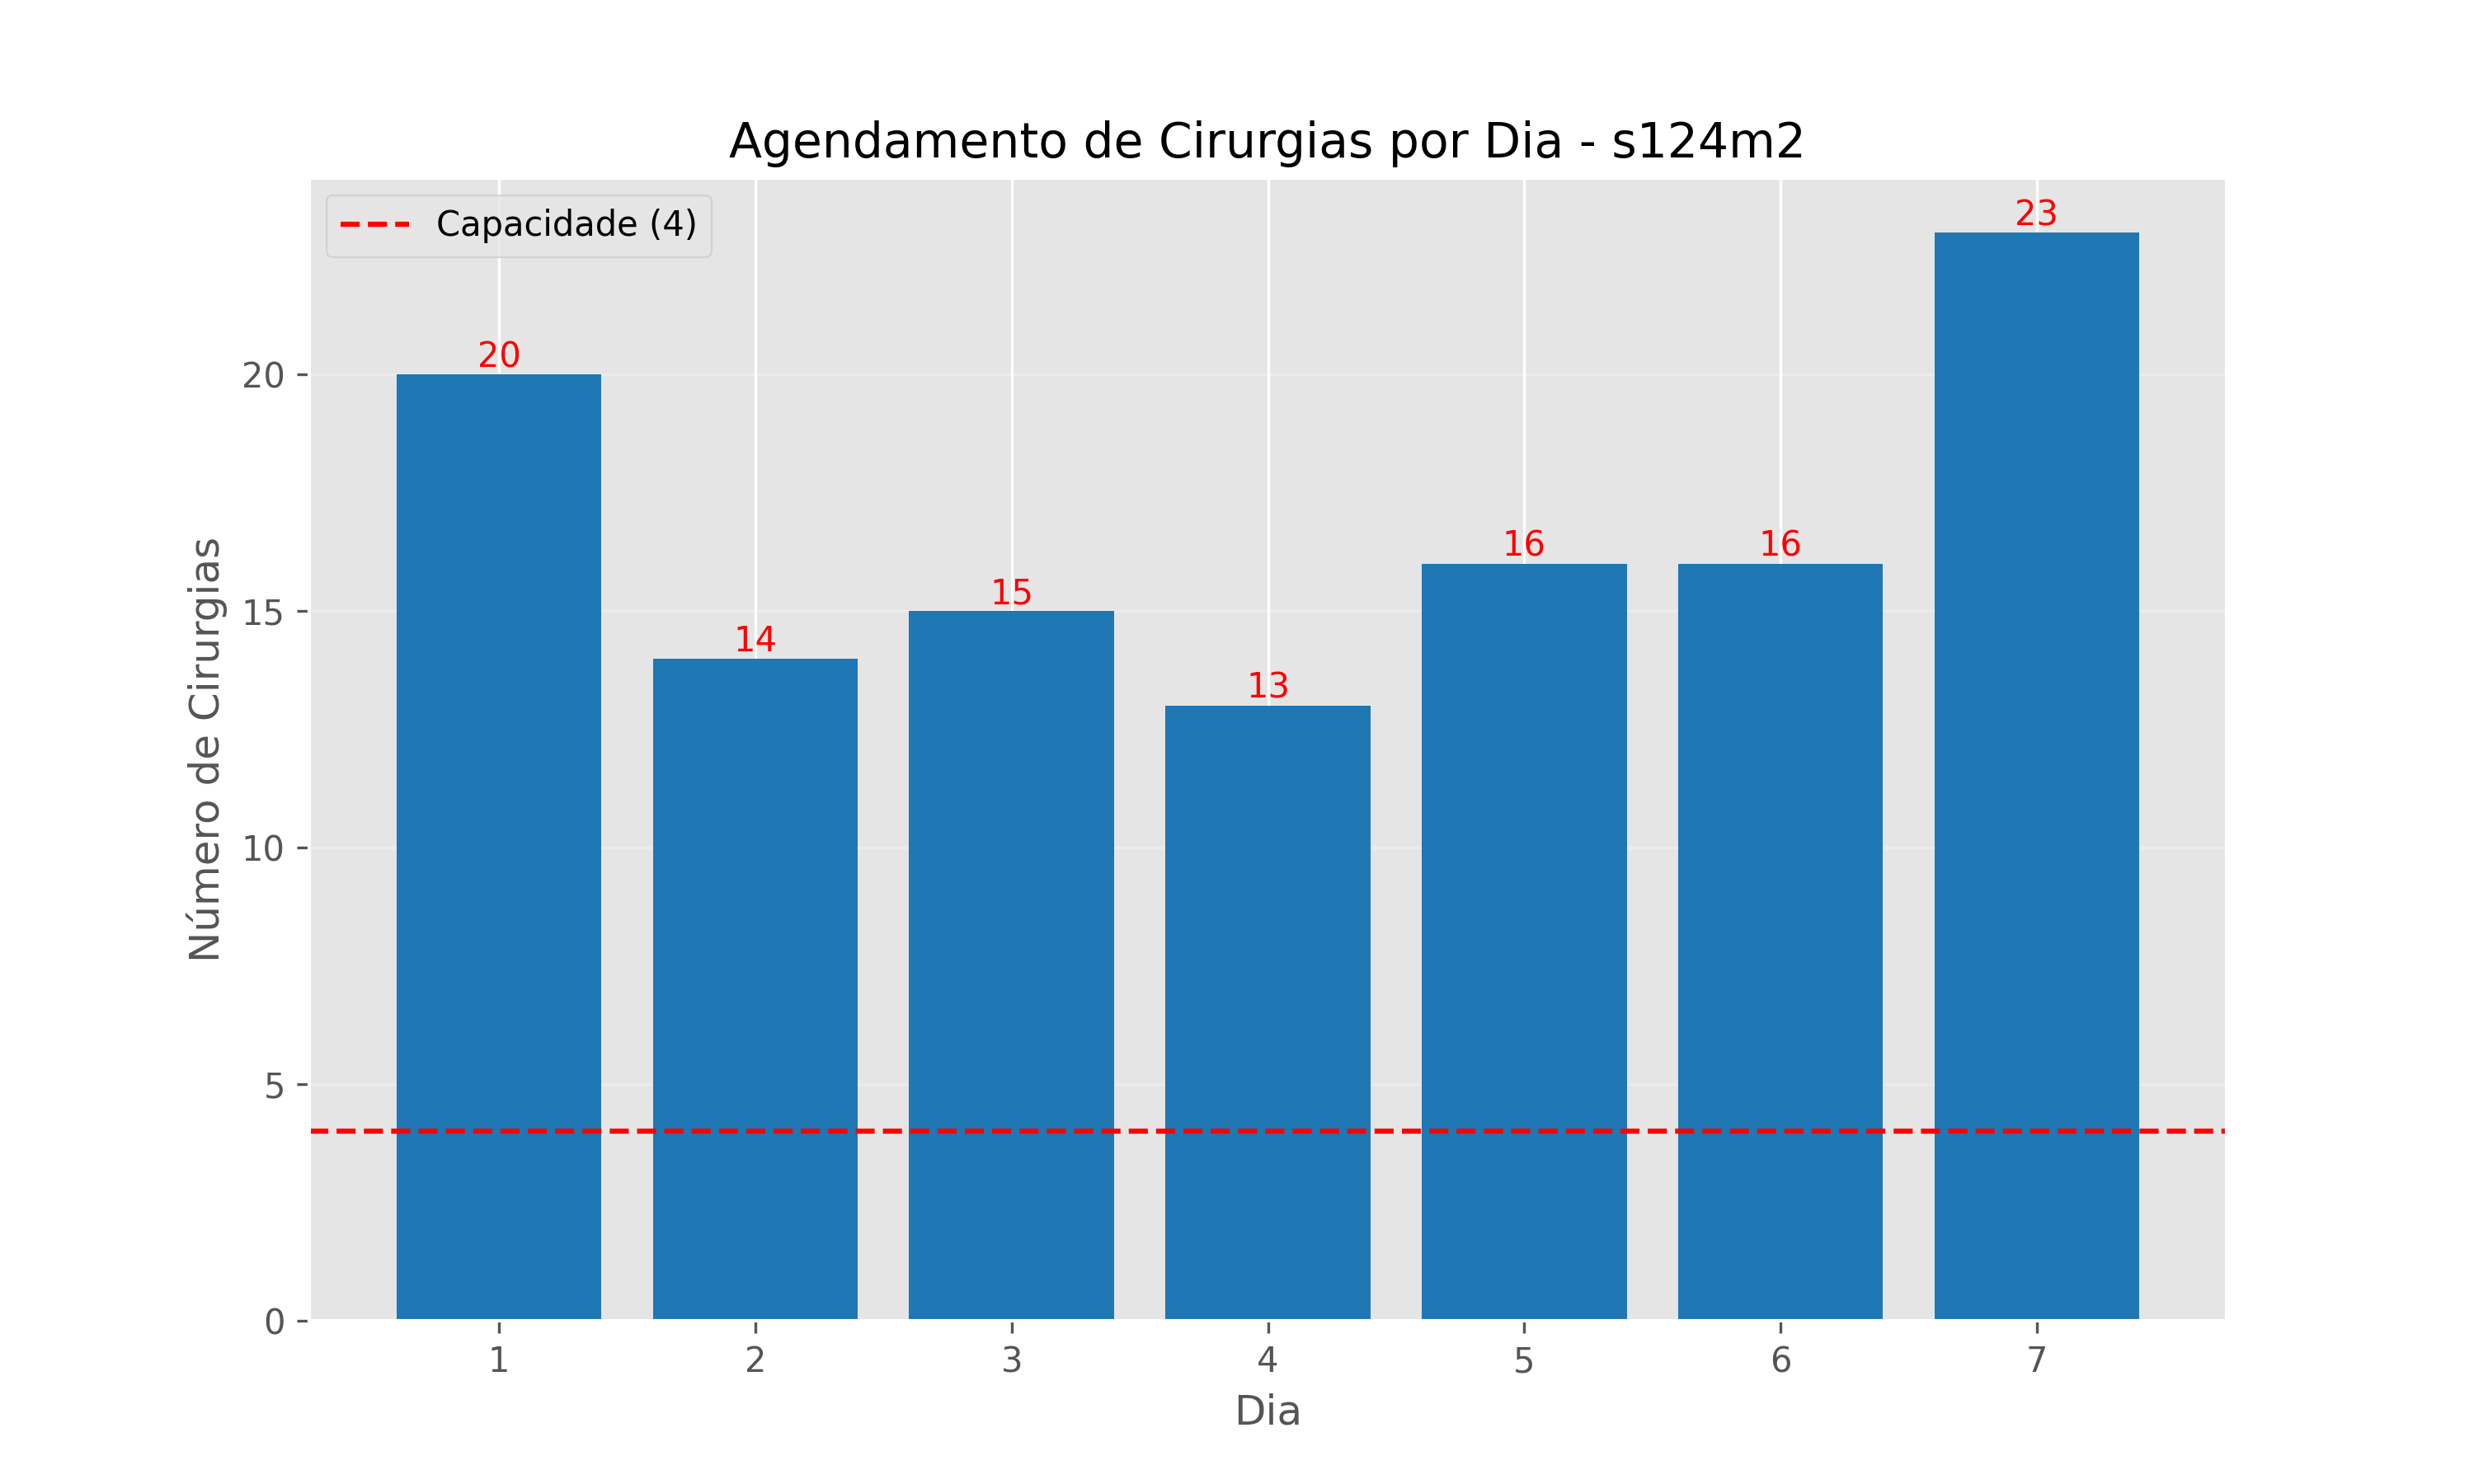 Agendamento de Cirurgias por Dia - s124m2
Capacidade (4)
Número de Cirurgias
20
15
10
5
0
20
14
15
13
16
16
23
1 2 3 4 5 6 7
Dia